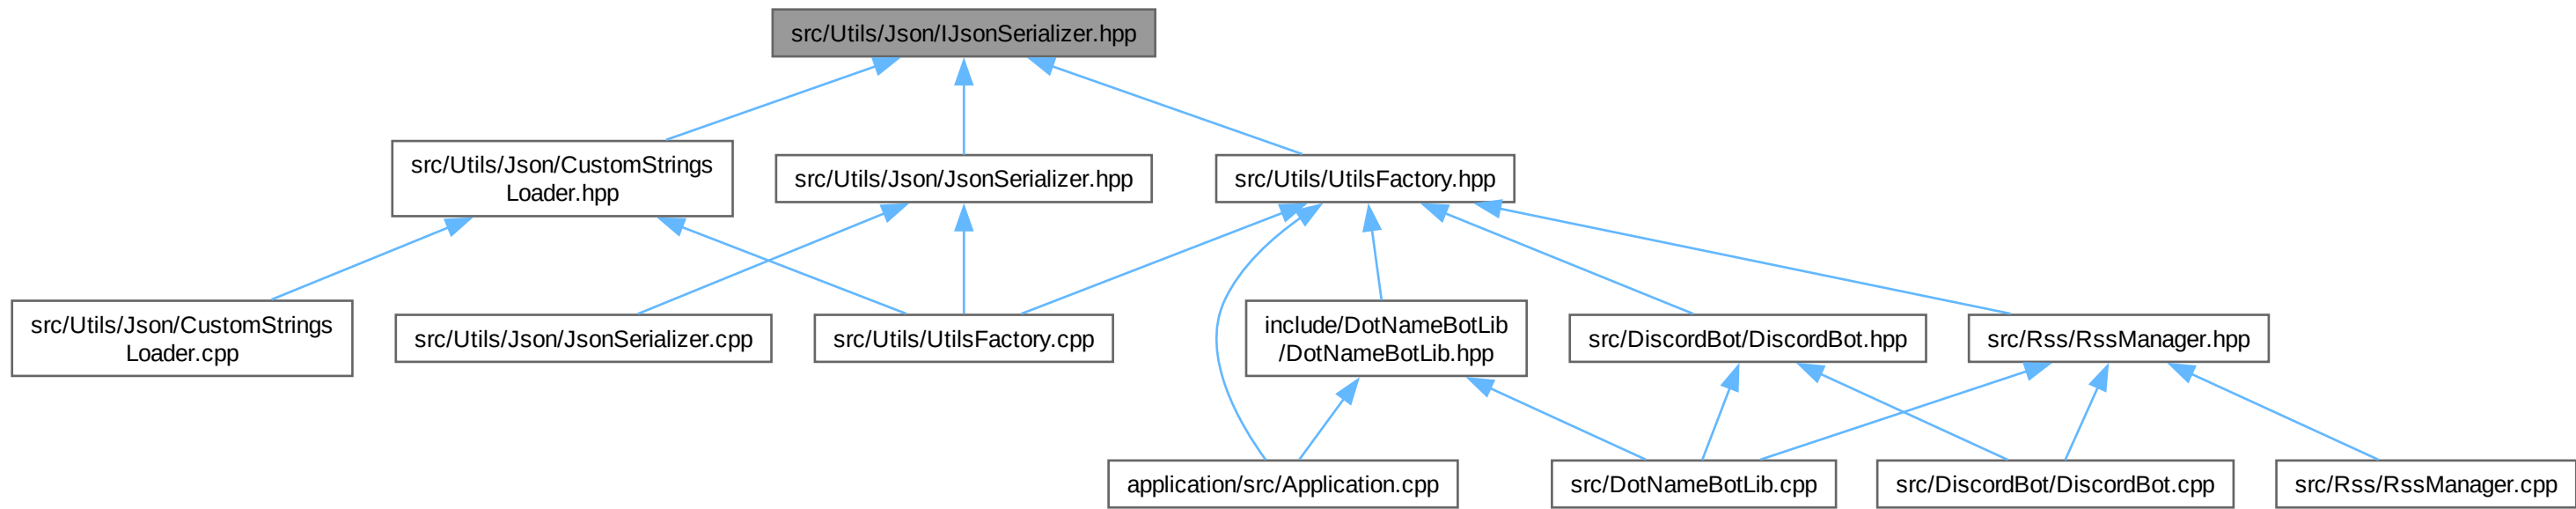 src/Utils/Json/IJsonSerializer.hpp
src/Utils/Json/CustomStrings
Loader.hpp
src/Utils/Json/JsonSerializer.hpp
src/Utils/UtilsFactory.hpp
src/Utils/Json/CustomStrings
Loader.cpp
src/Utils/Json/JsonSerializer.cpp
src/Utils/UtilsFactory.cpp
include/DotNameBotLib
/DotNameBotLib.hpp
src/DiscordBot/DiscordBot.hpp
src/Rss/RssManager.hpp
application/src/Application.cpp
src/DotNameBotLib.cpp
src/DiscordBot/DiscordBot.cpp
src/Rss/RssManager.cpp